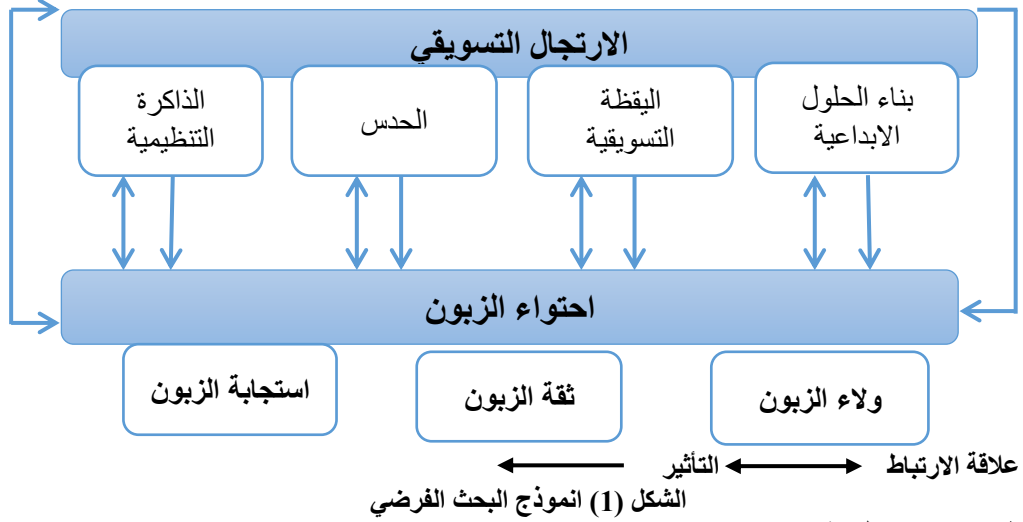 الارتجال التسويقي
بناء الحلول
الابداعية
اليقظة
التسويقية
الحدس
الذاكرة
التنظيمية
احتواء الزبون
ولاء الزبون
ثقة الزبون
استجابة الزبون
علاقة الارتباط التأثير
الشكل (1) انموذج البحث الفرضي